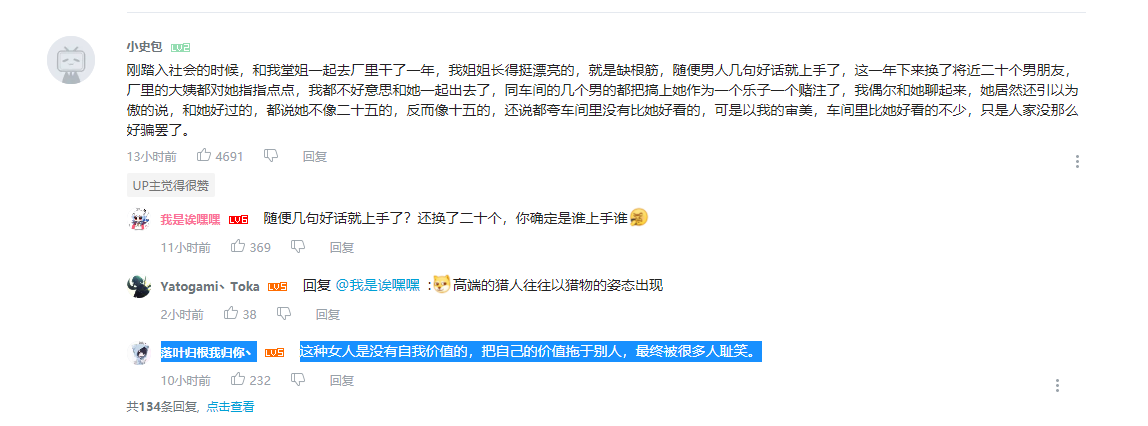 小史包 LV2
刚踏入社会的时候，和我堂姐一起去厂里干了一年，我姐姐长得挺漂亮的，就是缺根筋，随便男人几句好话就上手了，这一年下来换了将近二十个男朋友，
厂里的大姨都对她指指点点，我都不好意思和她一起出去了，同车间的几个男的都把搞上她作为一个乐子一个赌注了，我偶尔和她聊起来，她居然还引以为
傲的说，和她好过的，都说她不像二十五的，反而像十五的，还说都夸车间里没有比她好看的，可是以我的审美，车间里比她好看的不少，只是人家没那么
好骗罢了。
13小时前 4691 回复
UP主觉得很赞
我是诶嘿嘿 LV6 随便几句好话就上手了？还换了二十个，你确定是谁上手谁
11小时前 369 回复
Yatogami丶Toka LV5 回复 @我是诶嘿嘿 :高端的猎人往往以猎物的姿态出现
2小时前 38 回复
落叶归根我归你丶 LV5 这种女人是没有自我价值的，把自己的价值拖于别人，最终被很多人耻笑。
10小时前 232 回复
共134条回复, 点击查看